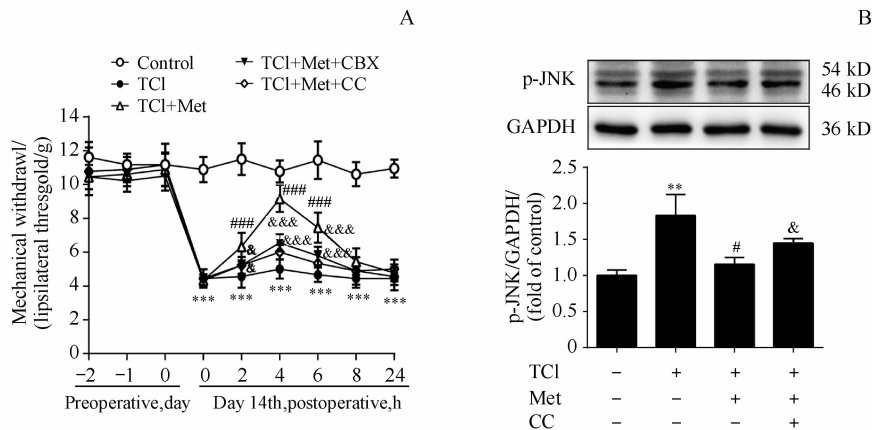 A
Control
TCl
TCl+Met
TCl+Met+CBX
TCl+Met+CC
Mechanical withdrawl/
(lipsilateral thresgold/g)
12
10
8
6
4
2
0
###
###
###
&&&
&&&
&&&
&&&
&
&
*** *** *** *** *** ***
−2 −1 0 0 2 4 6 8 24
Preoperative,day
Day 14th,postoperative,h
B
p-JNK
54 kD
46 kD
GAPDH
36 kD
p-JNK/GAPDH/
(fold of control)
2.5
2.0
1.5
1.0
0.5
0.0
**
#
&
TCl − + + +
Met − − + +
CC − − − +